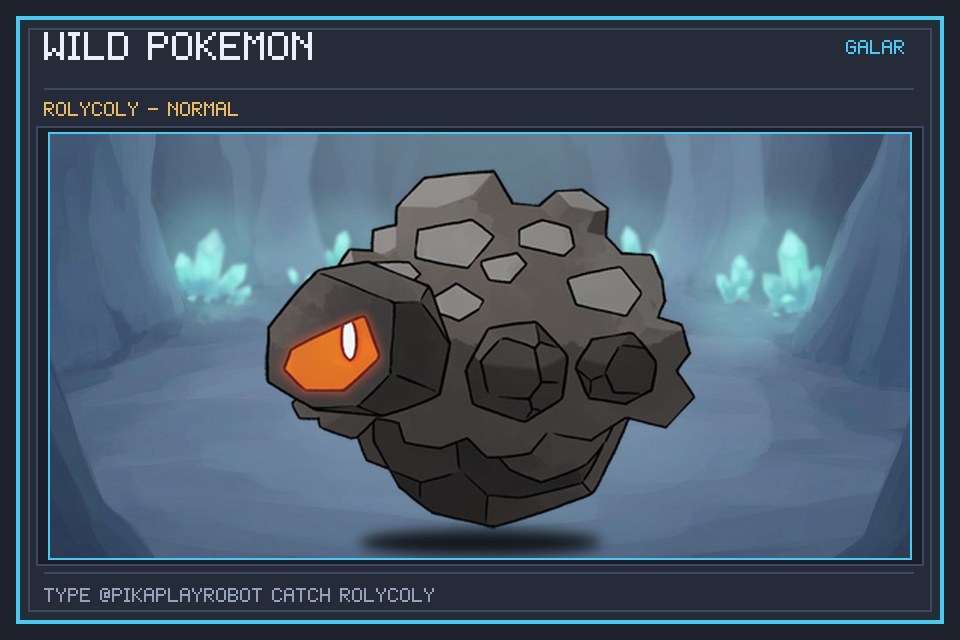 WILD POKEMON
GALAR
ROLYCOLY - NORMAL
TYPE @PIKAPLAYROBOT CATCH ROLYCOLY